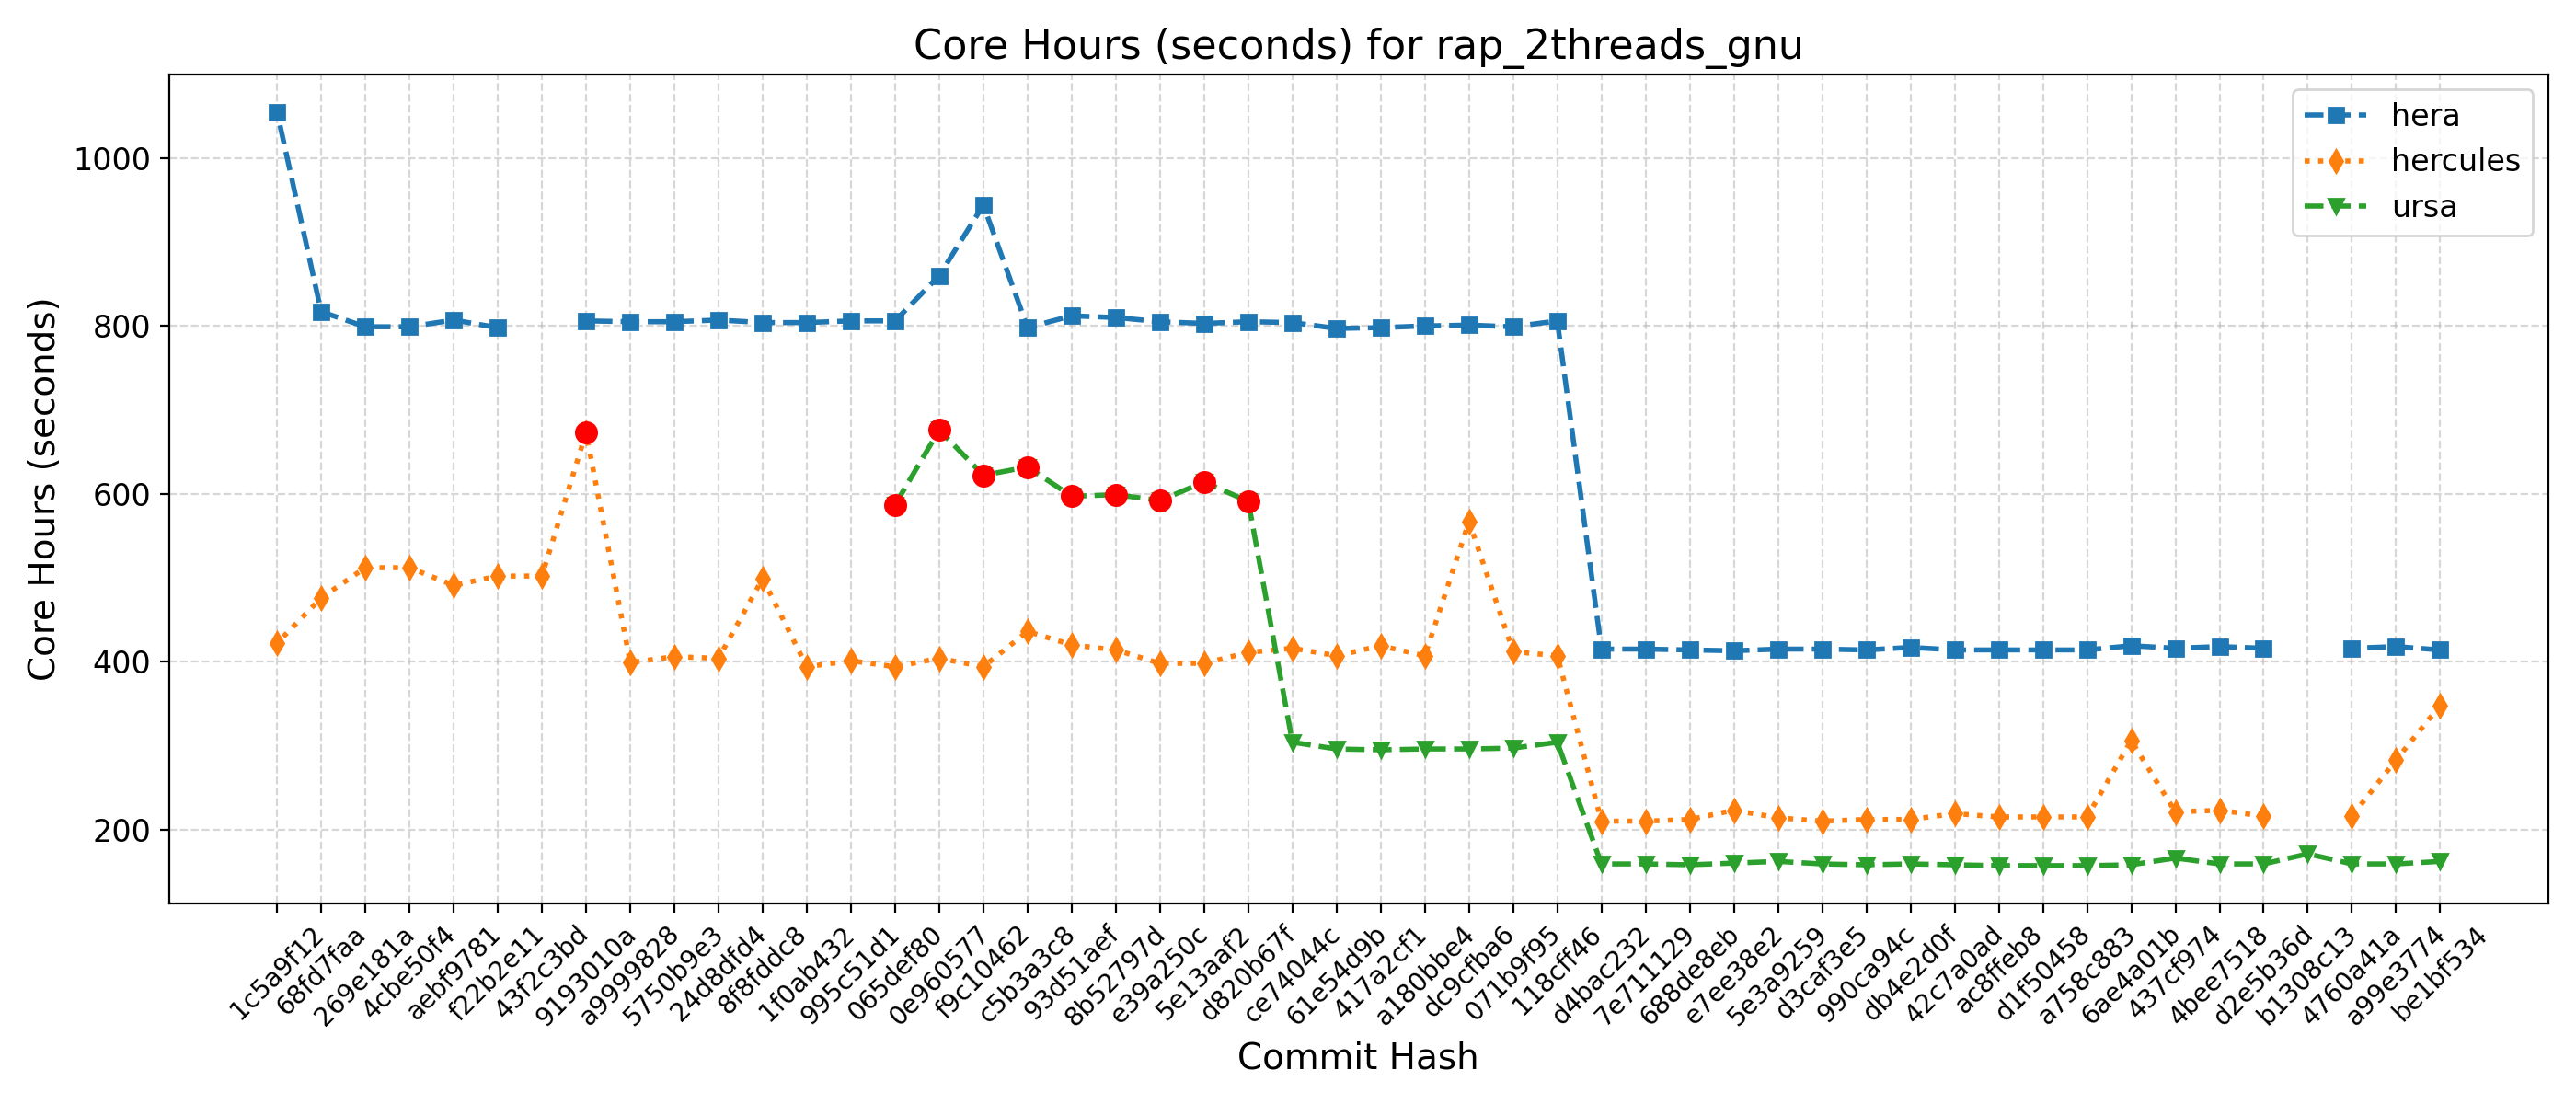 Core Hours (seconds) for rap_2threads_gnu
Core Hours (seconds)
1000
800
600
400
200
hera
hercules
ursa
1c5a9f12
68fd7faa
269e181a
4cbe50f4
aebf9781
f22b2e11
43f2c3bd
9193010a
a9999828
5750b9e3
24d8dfd4
8f8fddc8
1f0ab432
995c51d1
065def80
0e960577
f9c10462
c5b3a3c8
93d51aef
8b52797d
e39a250c
5e13aaf2
d820b67f
ce74044c
61e54d9b
417a2cf1
a180bbe4
dc9cfba6
071b9f95
118cff46
d4bac232
7e711129
688de8eb
e7ee38e2
5e3a9259
d3caf3e5
990ca94c
db4e2d0f
42c7a0ad
ac8ffeb8
d1f50458
a758c883
6ae4a01b
437cf974
4bee7518
d2e5b36d
b1308c13
4760a41a
a99e3774
be1bf534
Commit Hash